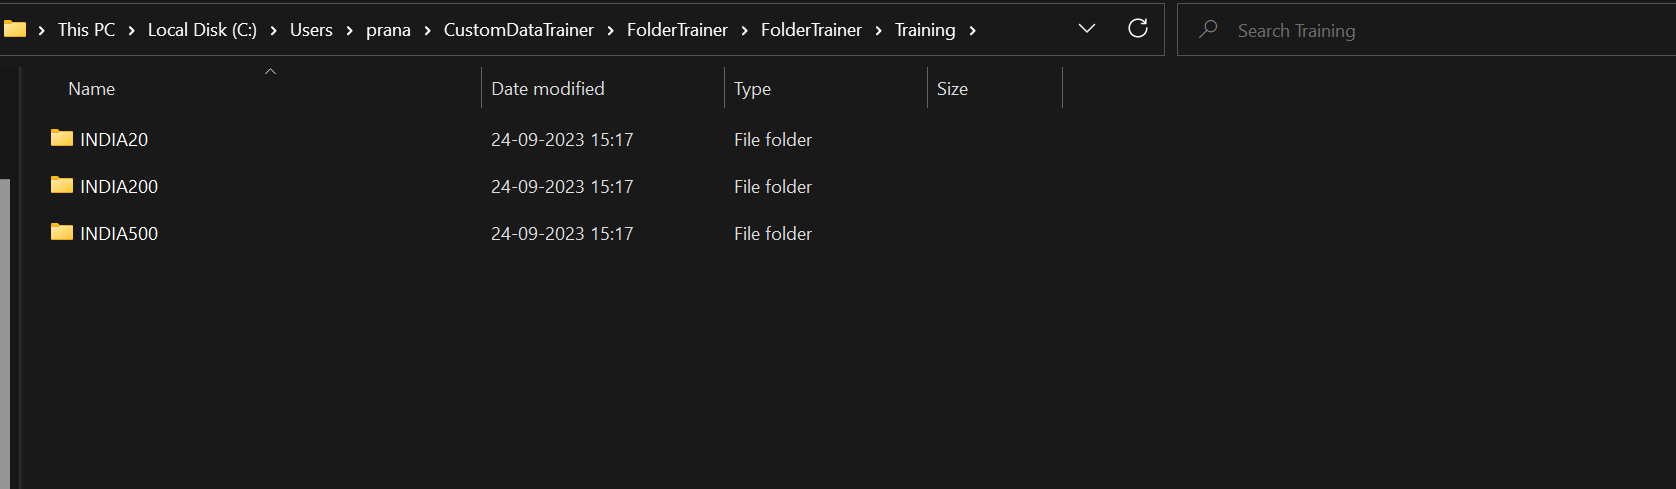 This PC > Local Disk (C:) > Users > prana > CustomDataTrainer > FolderTrainer > FolderTrainer > Training > Search Training
Name Date modified Type Size
INDIA20 24-09-2023 15:17 File folder
INDIA200 24-09-2023 15:17 File folder
INDIA500 24-09-2023 15:17 File folder